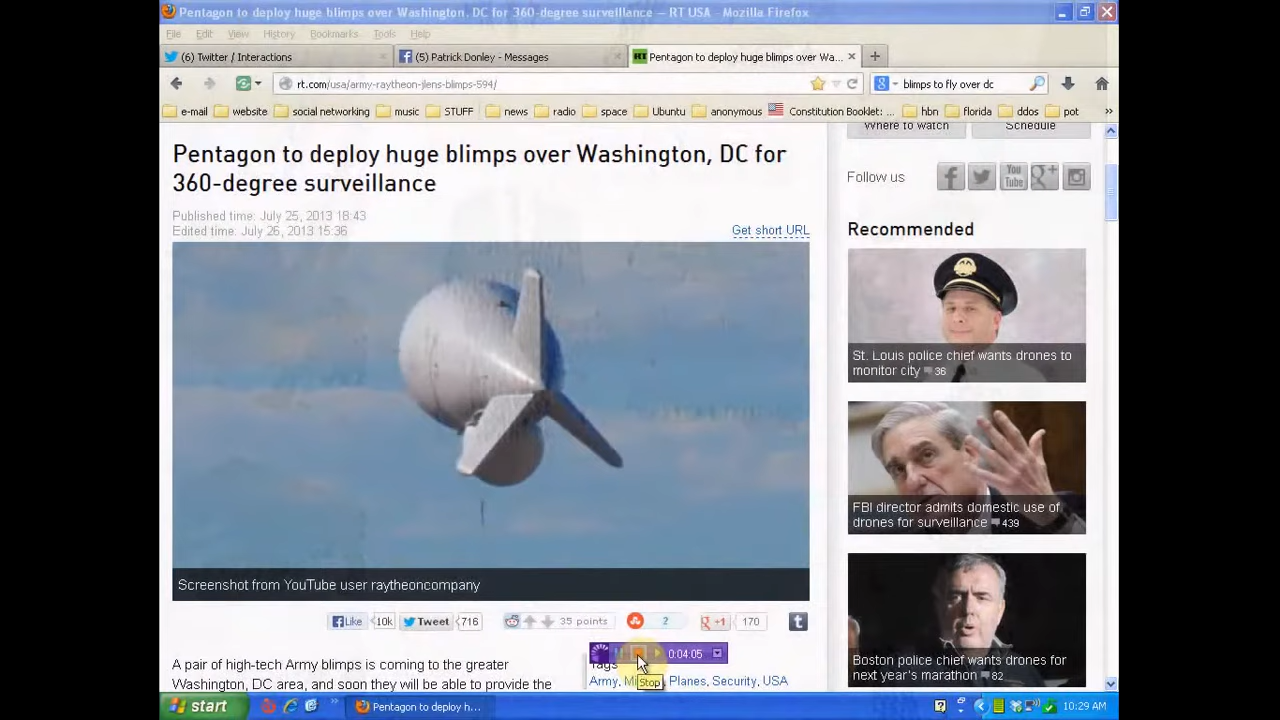 Pentagon to deploy huge blimps over Washington, DC for 360-degree surveillance — RT USA - Mozilla Firefox
File Edit View History Bookmarks Tools Help
(6) Twitter / Interactions
(5) Patrick Donley - Messages
Pentagon to deploy huge blimps over Wa...
rt.com/usa/army-raytheon-jlens-blimps-594/
blimps to fly over dc
e-mail website social networking music STUFF news radio space Ubuntu anonymous Constitution Booklet: ... hbn florida ddos pot
Where to watch Schedule
Pentagon to deploy huge blimps over Washington, DC for
360-degree surveillance
Follow us
You
Tube
Published time: July 25, 2013 18:43
Edited time: July 26, 2013 15:36
Get short URL
Recommended
St. Louis police chief wants drones to
monitor city 36
FBI director admits domestic use of
drones for surveillance 439
Boston police chief wants drones for
next year's marathon 82
Screenshot from YouTube user raytheoncompany
Like 10k Tweet 716 35 points 2 +1 170
0:04:05
A pair of high-tech Army blimps is coming to the greater
Washington, DC area, and soon they will be able to provide the
Tags
Army, Planes, Security, USA
Stop
start
Pentagon to deploy h...
10:29 AM